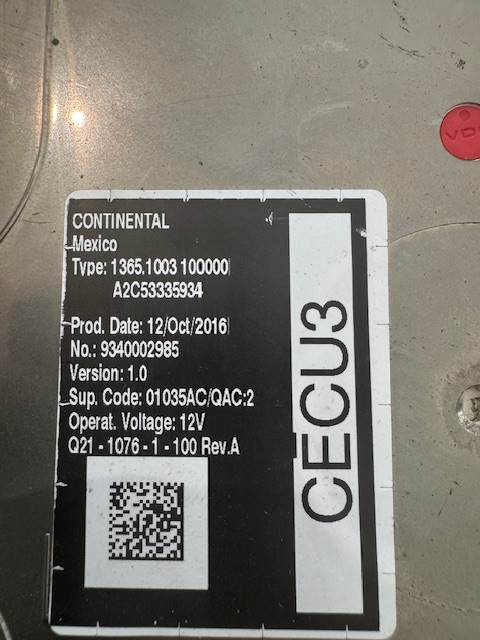 CONTINENTAL
Mexico
Type: 1365.1003 100000
A2C53335934
Prod. Date: 12/Oct/2016
No.: 9340002985
Version: 1.0
Sup. Code: 01035AC/QAC:2
Operat. Voltage: 12V
Q21 - 1076 - 1 - 100 Rev.A
CECU3